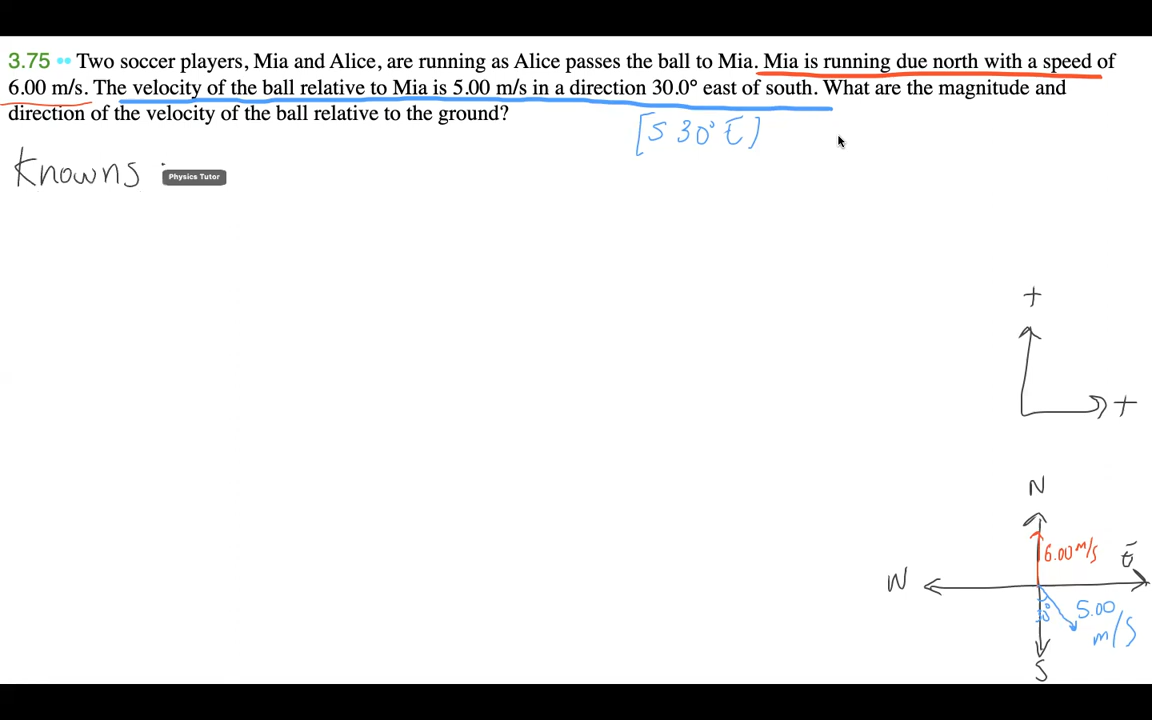 3.75 •• Two soccer players, Mia and Alice, are running as Alice passes the ball to Mia. Mia is running due north with a speed of
6.00 m/s. The velocity of the ball relative to Mia is 5.00 m/s in a direction 30.0° east of south. What are the magnitude and
direction of the velocity of the ball relative to the ground?
[S 30° E]
Knowns :
Physics Tutor
+
+
N
6.00 m/s
E
W
30°
5.00
m/s
S